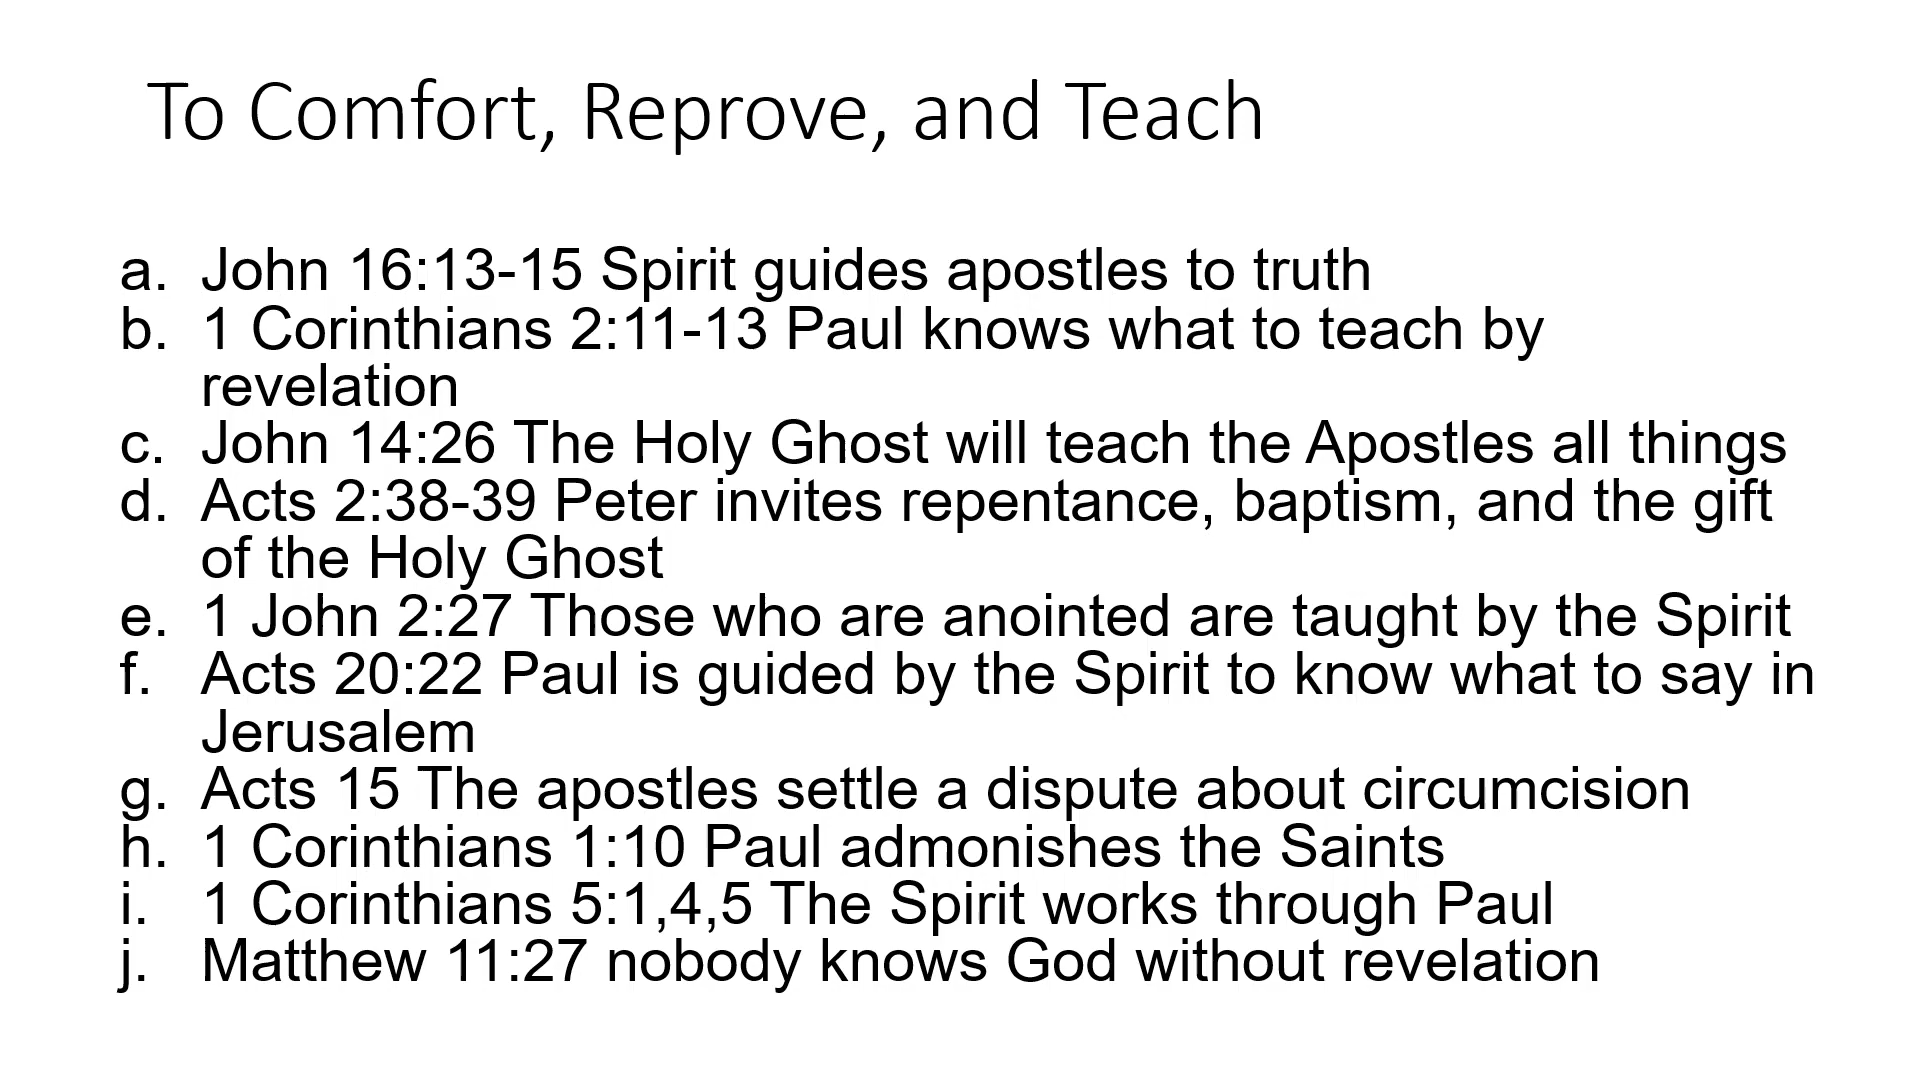 To Comfort, Reprove, and Teach
a. John 16:13-15 Spirit guides apostles to truth
b. 1 Corinthians 2:11-13 Paul knows what to teach by
revelation
c. John 14:26 The Holy Ghost will teach the Apostles all things
d. Acts 2:38-39 Peter invites repentance, baptism, and the gift
of the Holy Ghost
e. 1 John 2:27 Those who are anointed are taught by the Spirit
f. Acts 20:22 Paul is guided by the Spirit to know what to say in
Jerusalem
g. Acts 15 The apostles settle a dispute about circumcision
h. 1 Corinthians 1:10 Paul admonishes the Saints
i. 1 Corinthians 5:1,4,5 The Spirit works through Paul
j. Matthew 11:27 nobody knows God without revelation